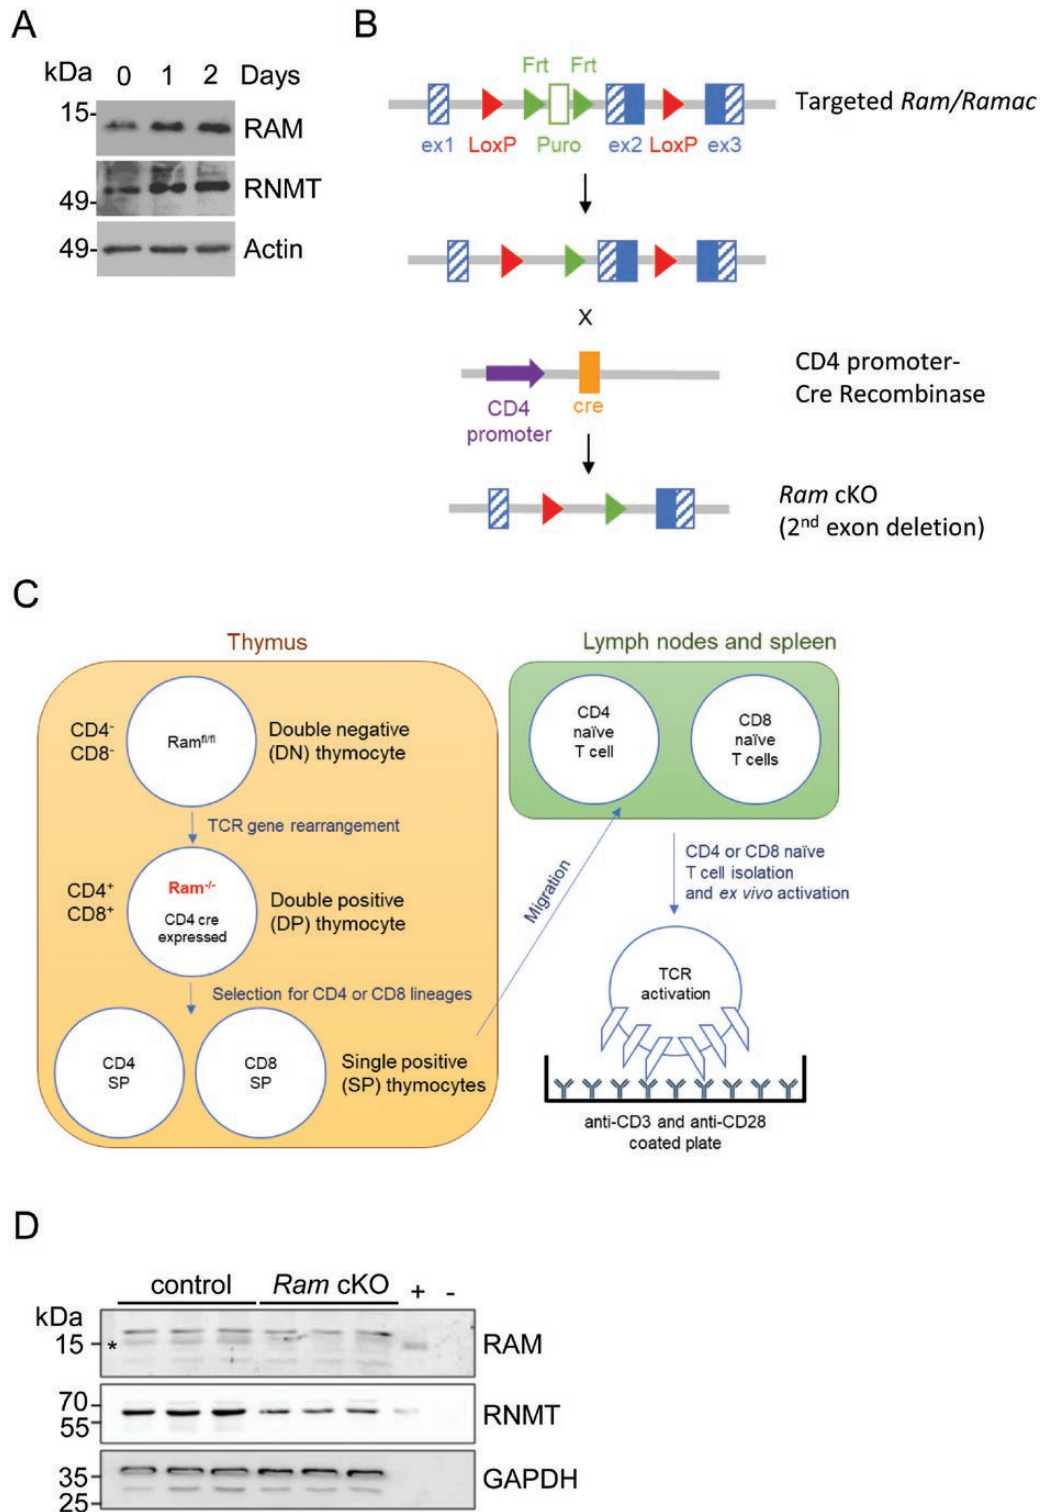 A
kDa 0 1 2 Days
15-
RAM
RNMT
49-
49-
Actin
B
Frt Frt
Targeted Ram/Ramac
ex1 LoxP Puro ex2 LoxP ex3
X
CD4 promoter-
Cre Recombinase
CD4
promoter
cre
Ram cKO
(2nd exon deletion)
C
Thymus
CD4-
CD8-
Ramfl/fl
Double negative
(DN) thymocyte
TCR gene rearrangement
CD4+
CD8+
Ram-/-
CD4 cre
expressed
Double positive
(DP) thymocyte
Selection for CD4 or CD8 lineages
CD4
SP
CD8
SP
Single positive
(SP) thymocytes
Migration
Lymph nodes and spleen
CD4
naïve
T cell
CD8
naïve
T cells
CD4 or CD8 naïve
T cell isolation
and ex vivo activation
TCR
activation
anti-CD3 and anti-CD28
coated plate
D
control Ram cKO + -
kDa
15- *
RAM
70-
55-
RNMT
35-
25-
GAPDH